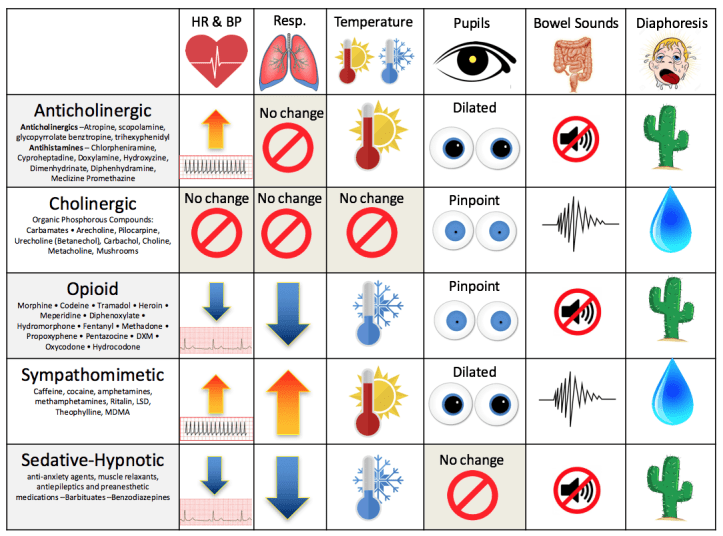 HR & BP
Resp.
Temperature
Pupils
Bowel Sounds
Diaphoresis
Anticholinergic
Anticholinergics –Atropine, scopolamine,
glycopyrrolate benztropine, trihexyphenidyl
Antihistamines – Chlorpheniramine,
Cyproheptadine, Doxylamine, Hydroxyzine,
Dimenhydrinate, Diphenhydramine,
Meclizine Promethazine
No change
Dilated
Cholinergic
Organic Phosphorous Compounds:
Carbamates • Arecholine, Pilocarpine,
Urecholine (Betanechol), Carbachol, Choline,
Metacholine, Mushrooms
No change
No change
No change
Pinpoint
Opioid
Morphine • Codeine • Tramadol • Heroin •
Meperidine • Diphenoxylate •
Hydromorphone • Fentanyl • Methadone •
Propoxyphene • Pentazocine • DXM •
Oxycodone • Hydrocodone
Pinpoint
Sympathomimetic
Caffeine, cocaine, amphetamines,
methamphetamines, Ritalin, LSD,
Theophylline, MDMA
Dilated
Sedative-Hypnotic
anti-anxiety agents, muscle relaxants,
antiepileptics and preanesthetic
medications –Barbituates –Benzodiazepines
No change